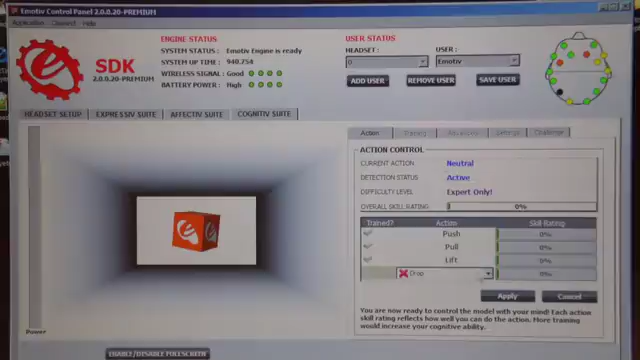 Emotiv Control Panel 2.0.0.20-PREMIUM
Application Connect Help
ENGINE STATUS
SYSTEM STATUS : Emotiv Engine is ready
SYSTEM UP TIME : 940.75s
WIRELESS SIGNAL: Good
BATTERY POWER : High
SDK
2.0.0.20-PREMIUM
USER STATUS
HEADSET: USER:
0 Emotiv
ADD USER REMOVE USER SAVE USER
HEADSET SETUP EXPRESSIV SUITE AFFECTIV SUITE COGNITIV SUITE
Action Training Advanced Settings Challenge
ACTION CONTROL
CURRENT ACTION Neutral
DETECTION STATUS Active
DIFFICULTY LEVEL Expert Only!
OVERALL SKILL RATING: 0%
Trained? Action Skill Rating
Push 0%
Pull 0%
Lift 0%
Drop 0%
Apply Cancel
You are now ready to control the model with your mind! Each action
skill rating reflects how well you can do the action. More training
would increase your cognitive ability.
Power
ENABLE/DISABLE FULLSCREEN